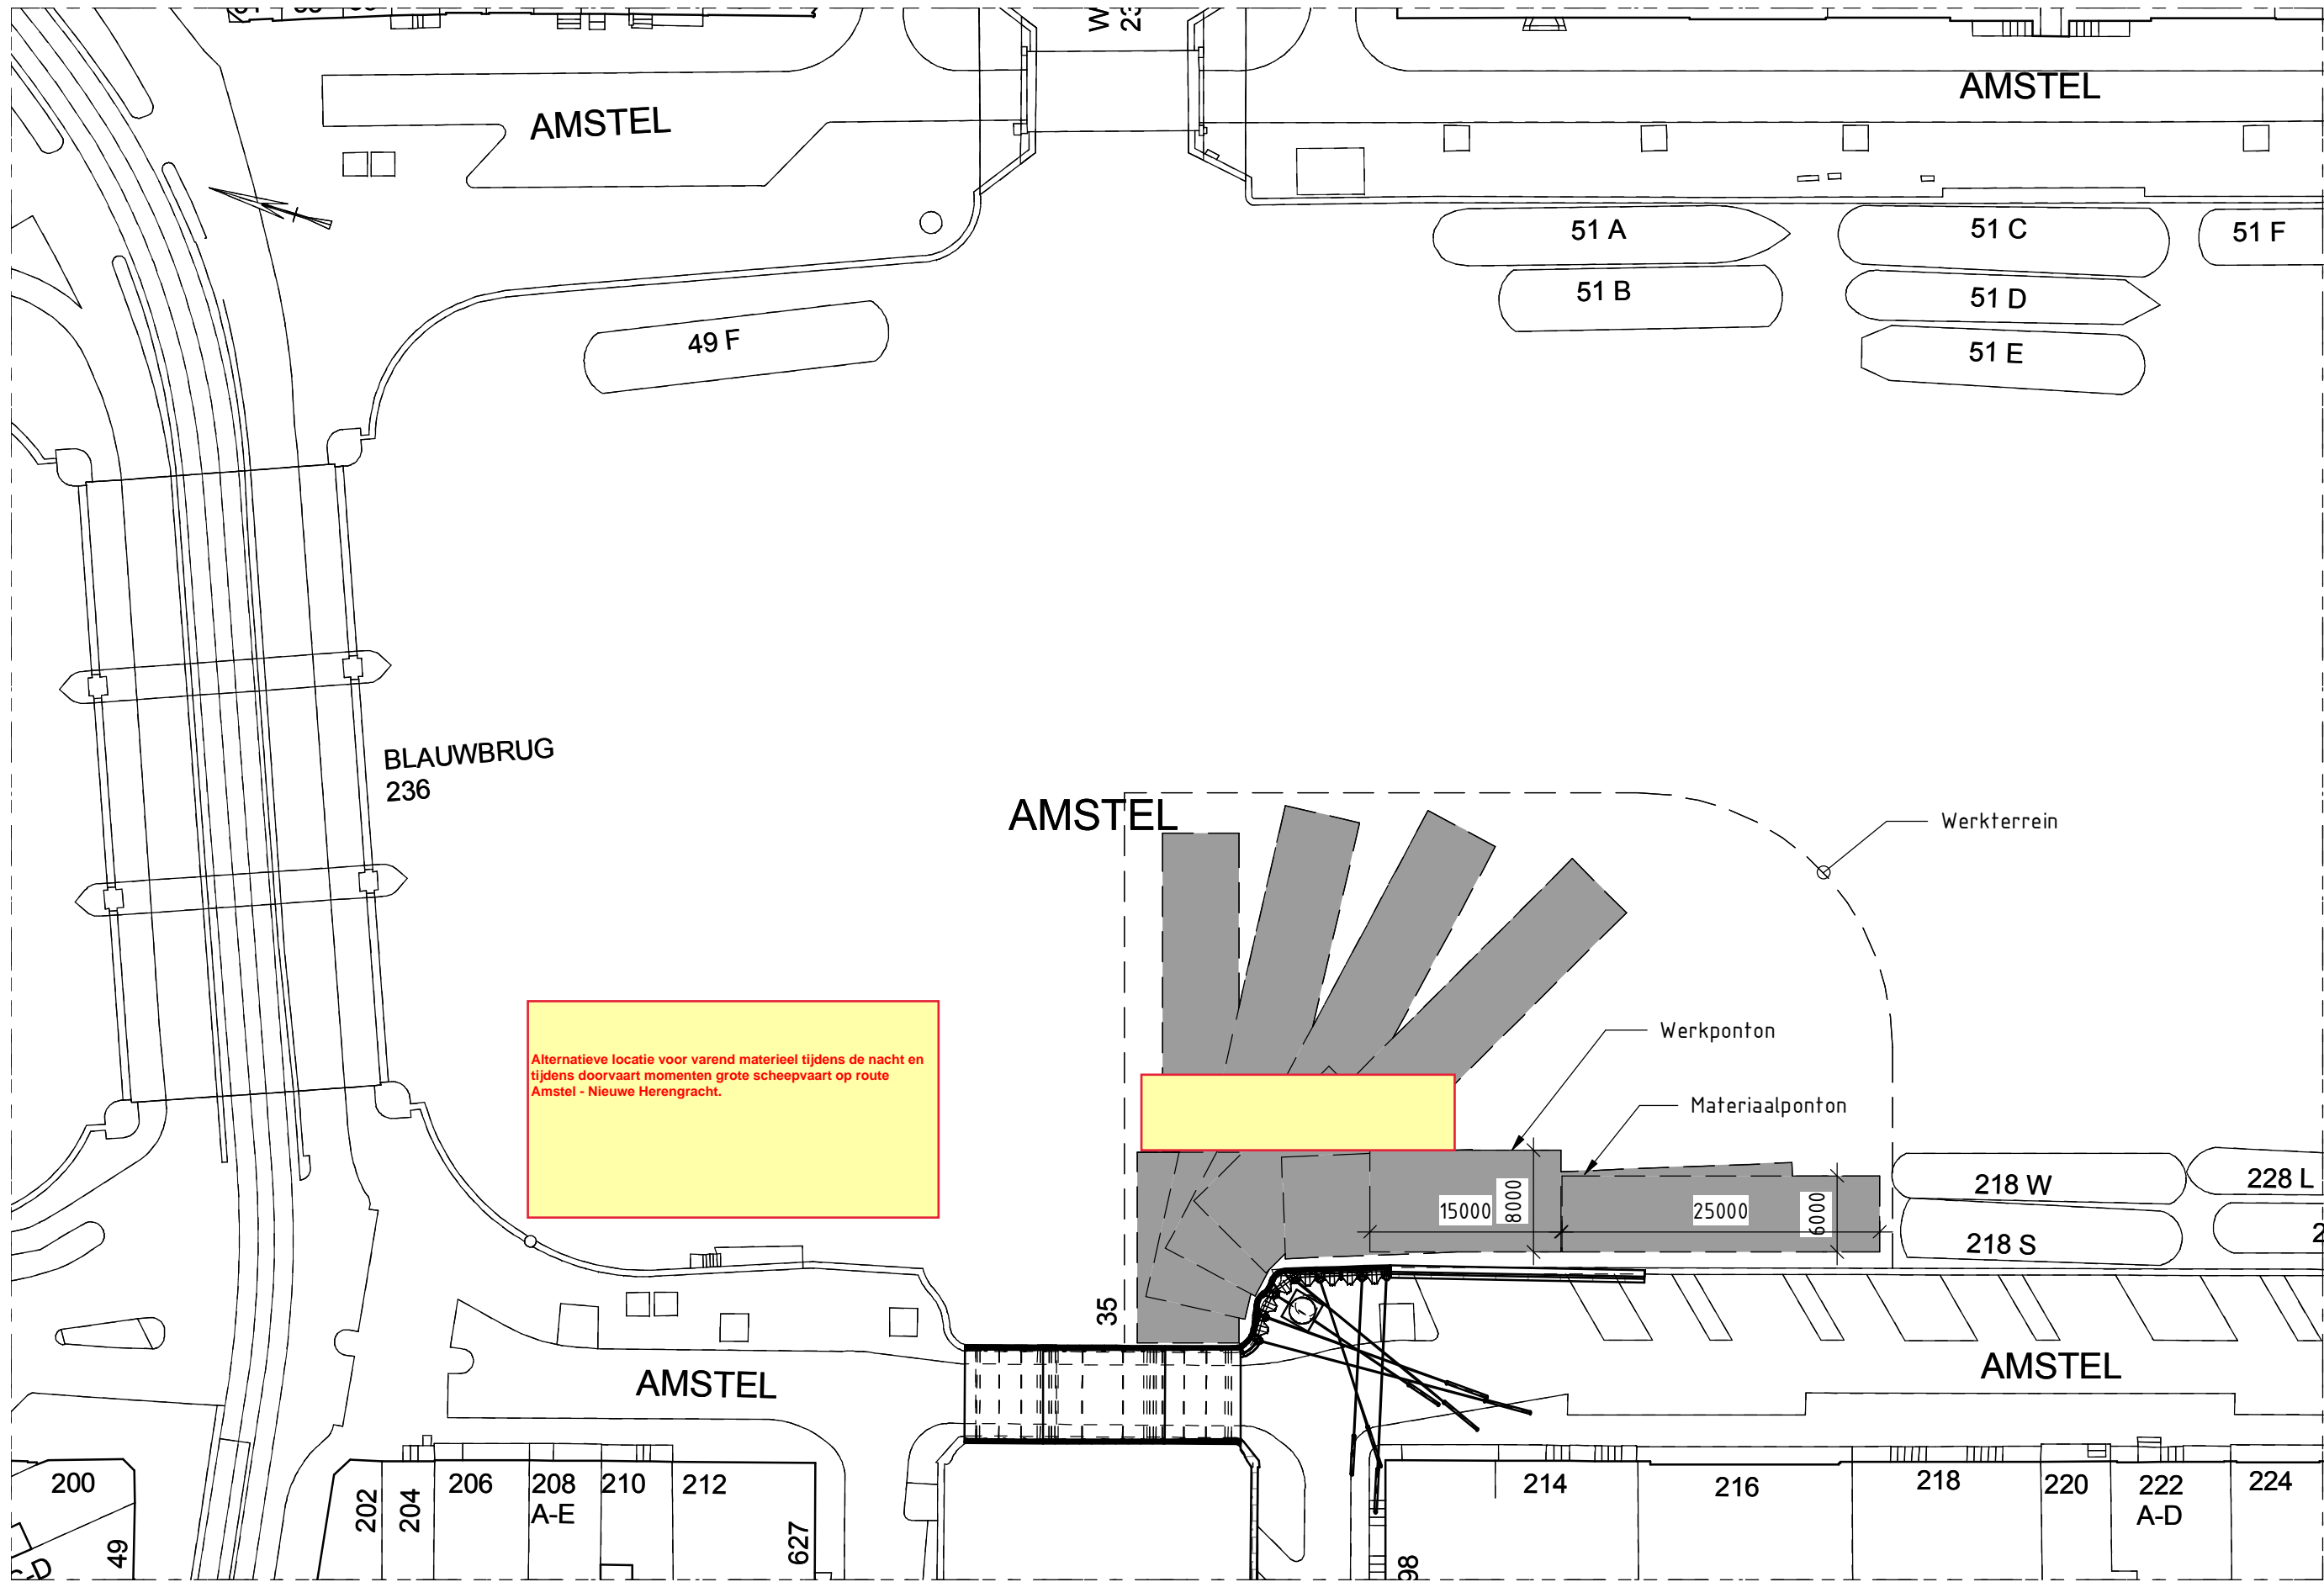 W
23
AMSTEL
AMSTEL
51 A
51 B
51 C
51 D
51 E
51 F
49 F
BLAUWBRUG
236
AMSTEL
Werkterrein
Werkponton
Materiaalponton
Alternatieve locatie voor varend materieel tijdens de nacht en
tijdens doorvaart momenten grote scheepvaart op route
Amstel - Nieuwe Herengracht.
15000
8000
25000
6000
218 W
218 S
228 L
2
35
AMSTEL
AMSTEL
200
49
C-D
202
204
206
208
A-E
210
212
627
98
214
216
218
220
222
A-D
224